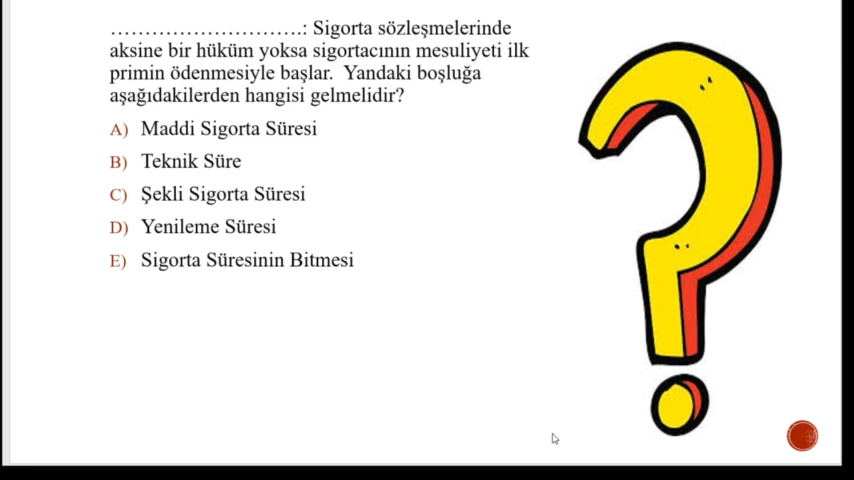 ……………………….: Sigorta sözleşmelerinde
aksine bir hüküm yoksa sigortacının mesuliyeti ilk
primin ödenmesiyle başlar. Yandaki boşluğa
aşağıdakilerden hangisi gelmelidir?
A) Maddi Sigorta Süresi
B) Teknik Süre
C) Şekli Sigorta Süresi
D) Yenileme Süresi
E) Sigorta Süresinin Bitmesi